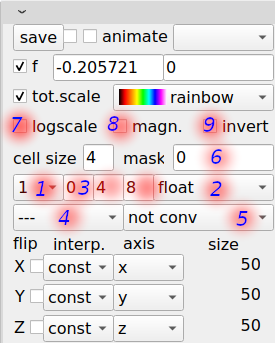 save animate
f -0.205721 0
tot.scale rainbow
7 logscale 8 magn. 9 invert
cell size 4 mask 0 6
1 1 0 3 4 8 float 2
--- 4 not conv 5
flip interp. axis size
X const x 50
Y const y 50
Z const z 50